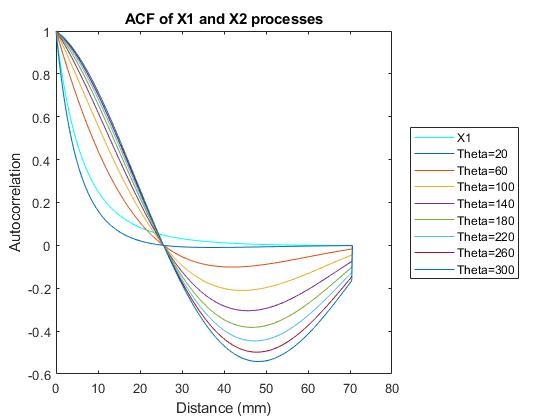 ACF of X1 and X2 processes
1
0.8
0.6
0.4
0.2
0
-0.2
-0.4
-0.6
Autocorrelation
0
10
20
30
40
50
60
70
80
Distance (mm)
X1
Theta=20
Theta=60
Theta=100
Theta=140
Theta=180
Theta=220
Theta=260
Theta=300